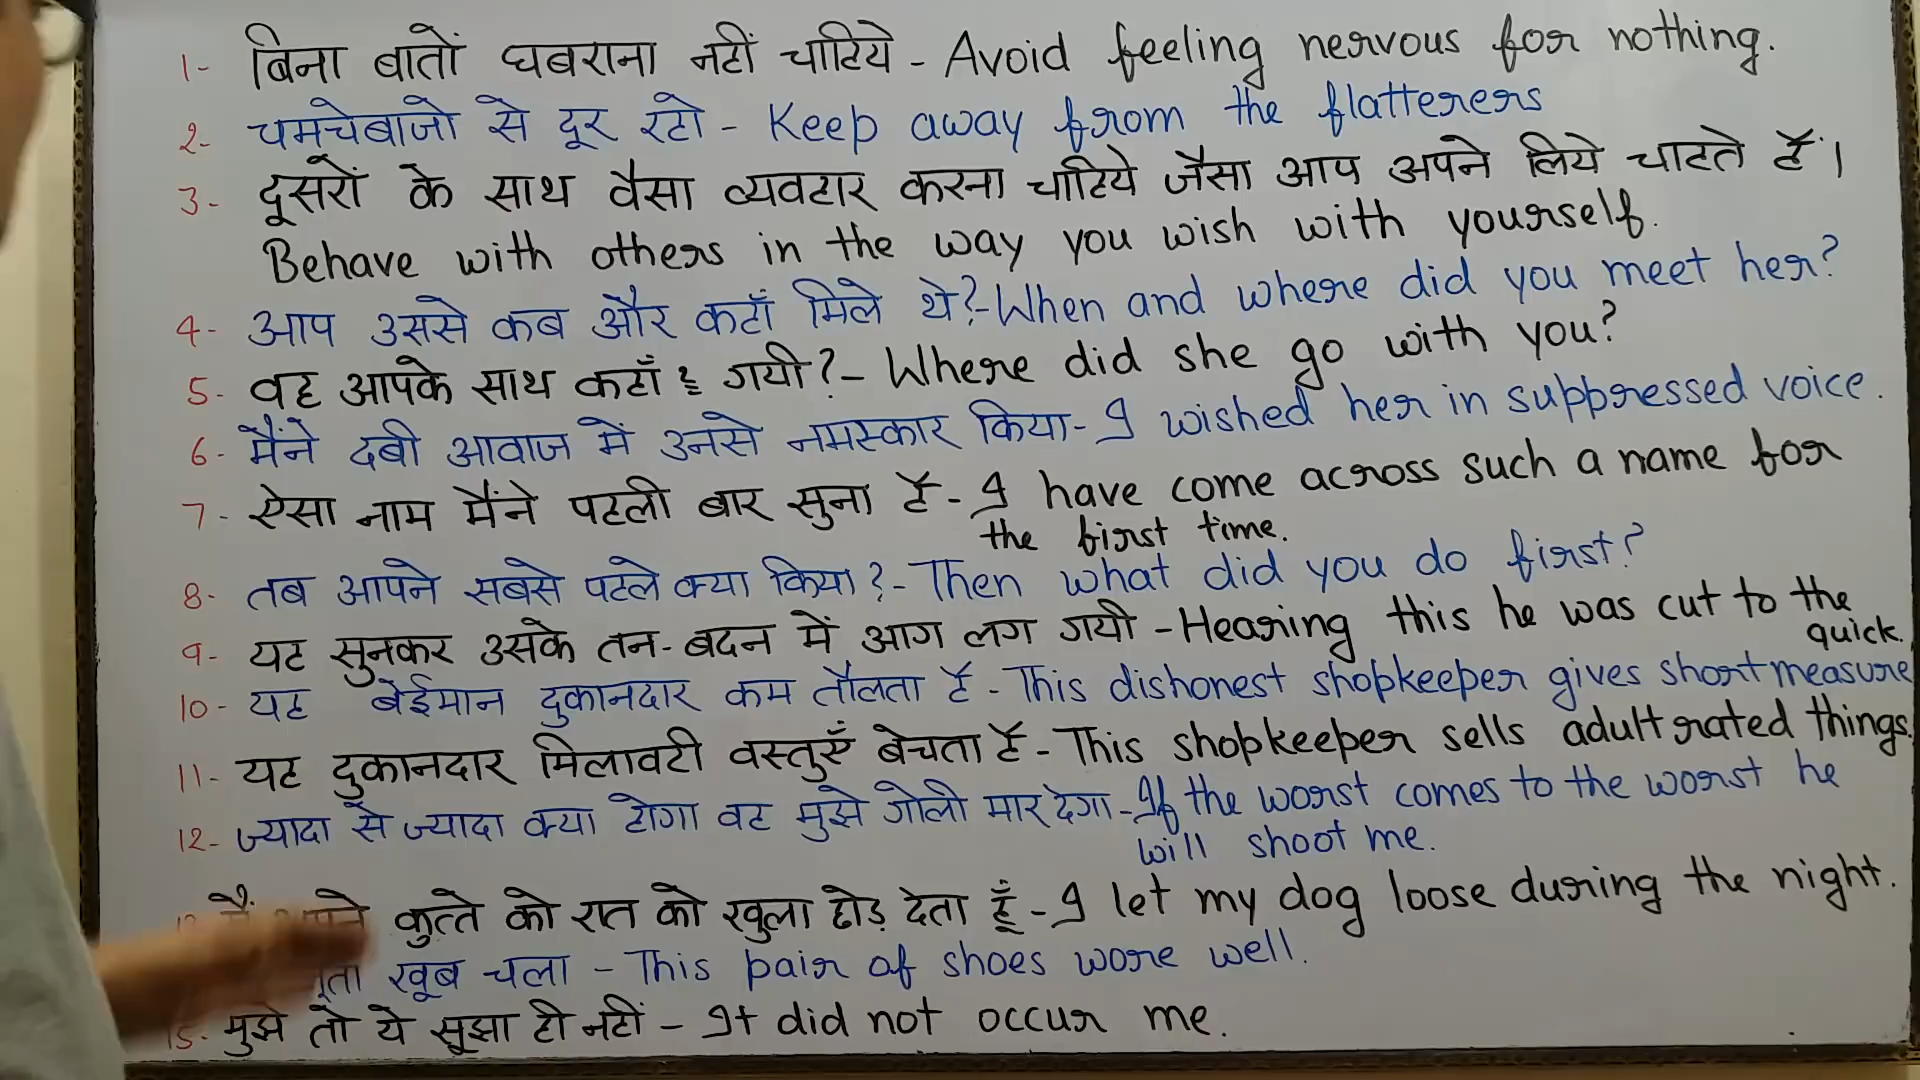 1- बिना बातों घबराना नहीं चाहिये - Avoid feeling nervous for nothing.
2- चमचेबाजो से दूर रहो - Keep away from the flatterers
3- दूसरों के साथ वैसा व्यवहार करना चाहिये जैसा आप अपने लिये चाहते हैं।
Behave with others in the way you wish with yourself.
4- आप उससे कब और कहाँ मिले थे?-When and where did you meet her?
5- वह आपके साथ कहाँ गयी?- Where did she go with you?
6- मैंने दबी आवाज में उनसे नमस्कार किया- I wished her in suppressed voice.
7- ऐसा नाम मैंने पहली बार सुना है- I have come across such a name for
the first time.
8- तब आपने सबसे पहले क्या किया?- Then what did you do first?
9- यह सुनकर उसके तन-बदन में आग लग गयी -Hearing this he was cut to the
quick.
10- यह बेईमान दुकानदार कम तौलता है - This dishonest shopkeeper gives short measure
11- यह दुकानदार मिलावटी वस्तुएँ बेचता है - This shopkeeper sells adultrated things.
12- ज्यादा से ज्यादा क्या होगा वह मुझे गोली मार देगा-If the worst comes to the worst he
will shoot me.
कुत्ते को रात को खुला छोड़ देता हूँ - I let my dog loose during the night.
खूब चला - This pair of shoes wore well.
15- मुझे तो ये सूझा ही नहीं - It did not occur me.